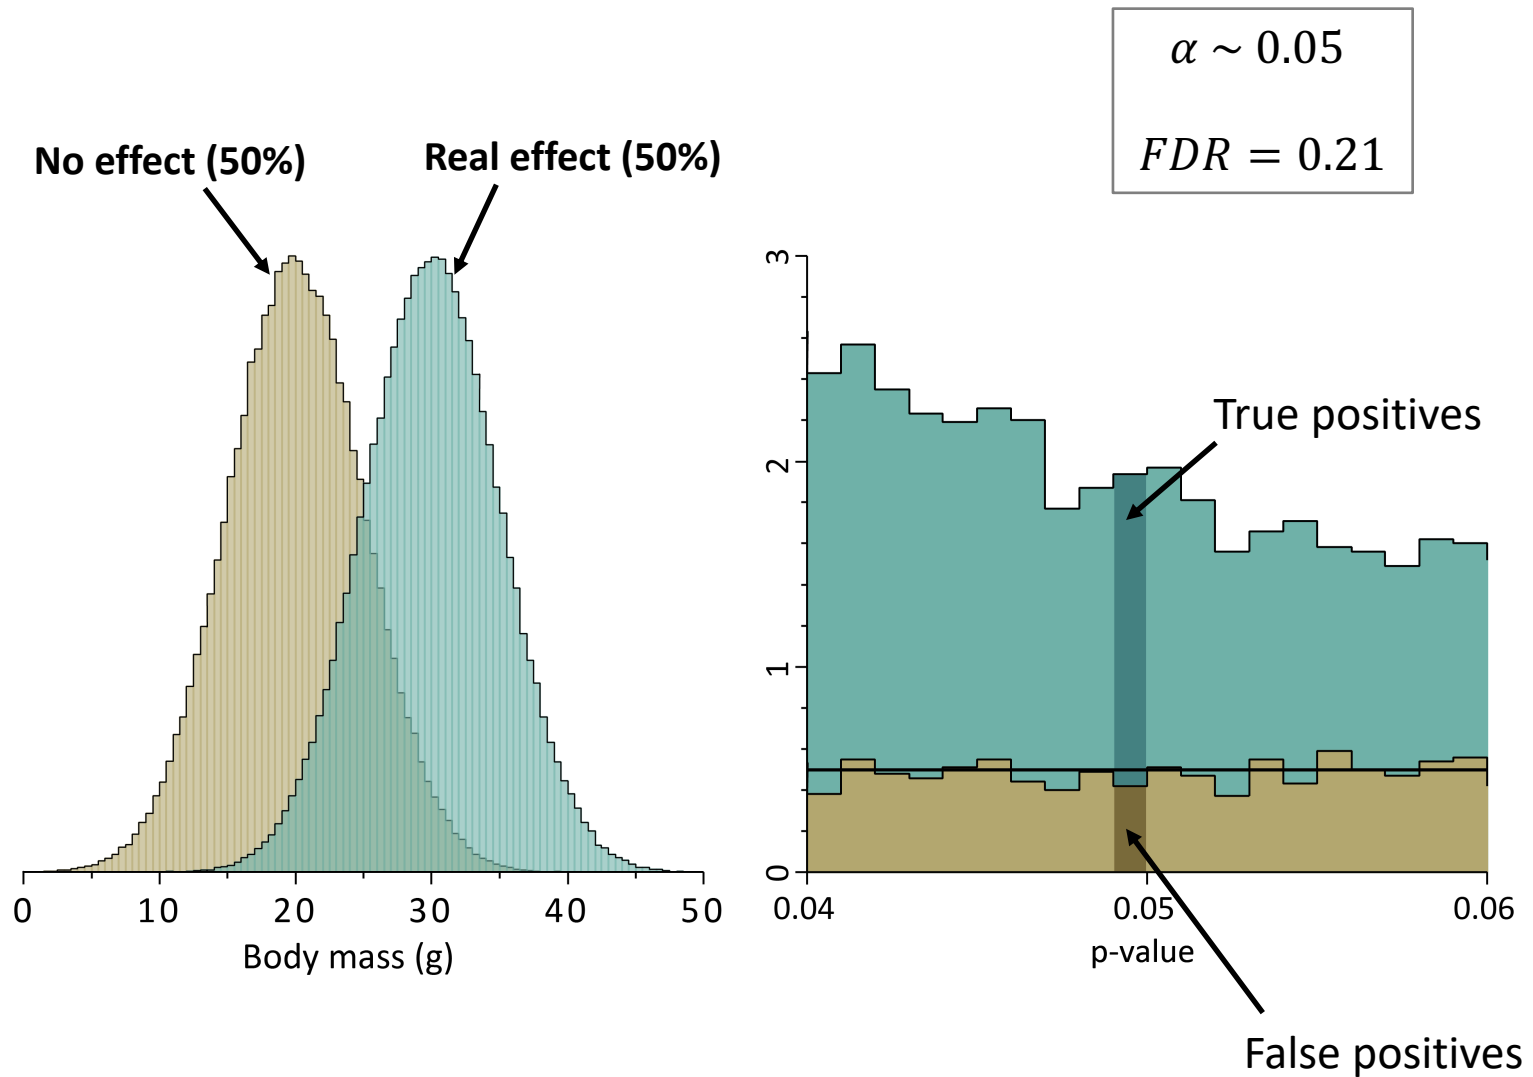 α ~ 0.05
FDR = 0.21
No effect (50%)
Real effect (50%)
3
2
1
0
True positives
0 10 20 30 40 50
Body mass (g)
0.04 0.05 0.06
p-value
False positives